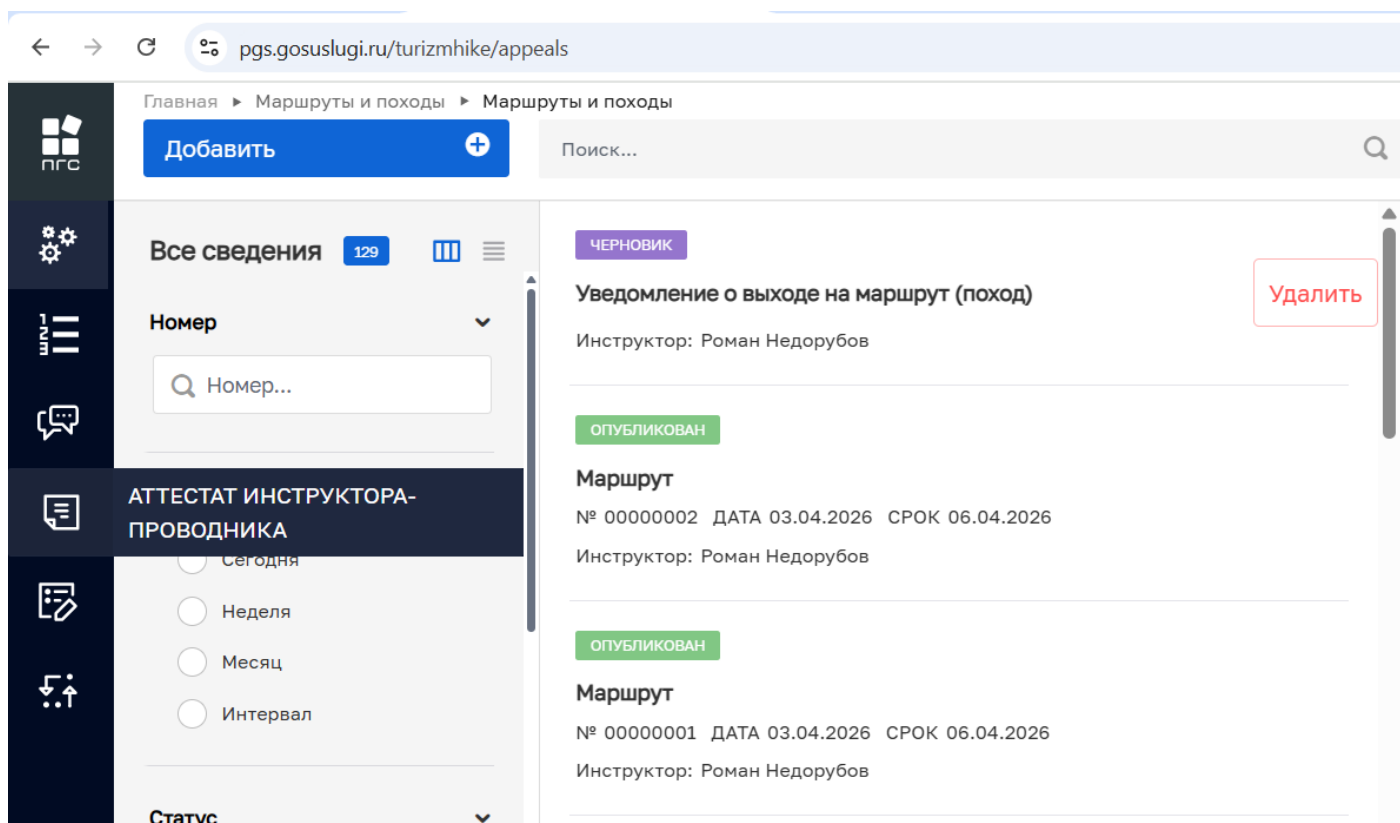 pgs.gosuslugi.ru/turizmhike/appeals
Главная ▸ Маршруты и походы ▸ Маршруты и походы
пгс
Добавить
Поиск...
Все сведения 129
Номер
Номер...
АТТЕСТАТ ИНСТРУКТОРА-
ПРОВОДНИКА
Сегодня
Неделя
Месяц
Интервал
Статус
ЧЕРНОВИК
Уведомление о выходе на маршрут (поход)
Инструктор: Роман Недорубов
Удалить
ОПУБЛИКОВАН
Маршрут
№ 00000002 ДАТА 03.04.2026 СРОК 06.04.2026
Инструктор: Роман Недорубов
ОПУБЛИКОВАН
Маршрут
№ 00000001 ДАТА 03.04.2026 СРОК 06.04.2026
Инструктор: Роман Недорубов